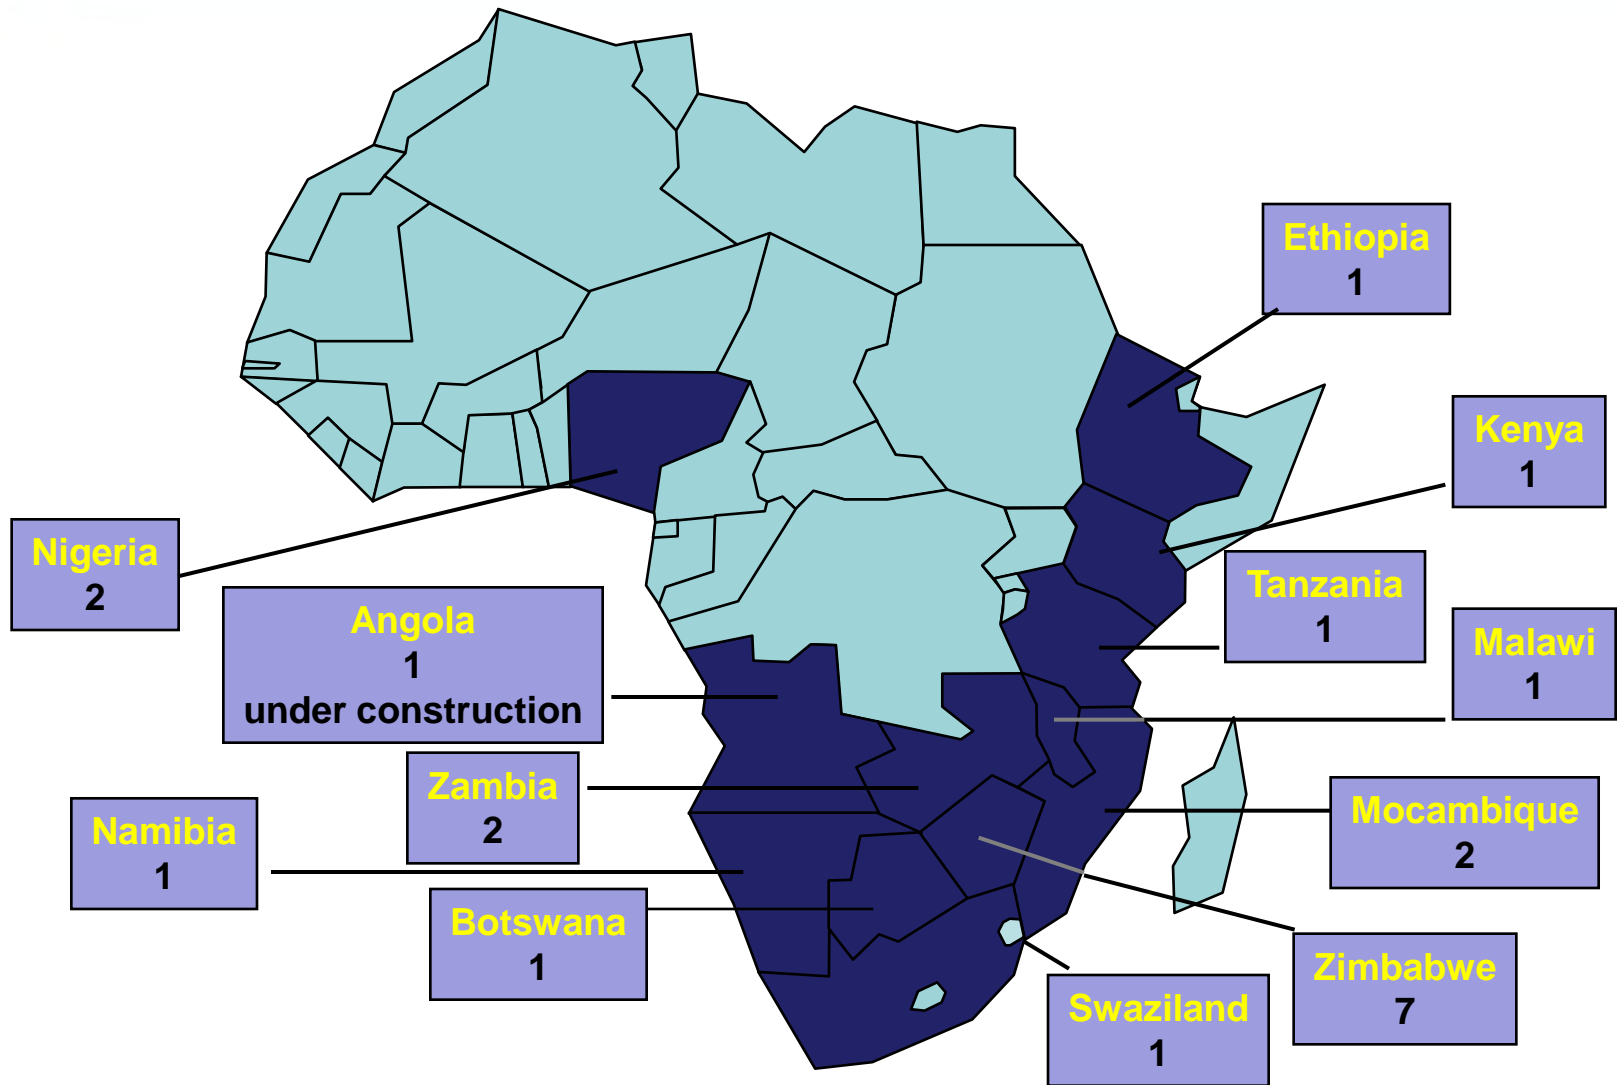 Ethiopia
1
Kenya
1
Nigeria
2
Tanzania
1
Angola
1
under construction
Malawi
1
Zambia
2
Mocambique
2
Namibia
1
Botswana
1
Zimbabwe
7
Swaziland
1